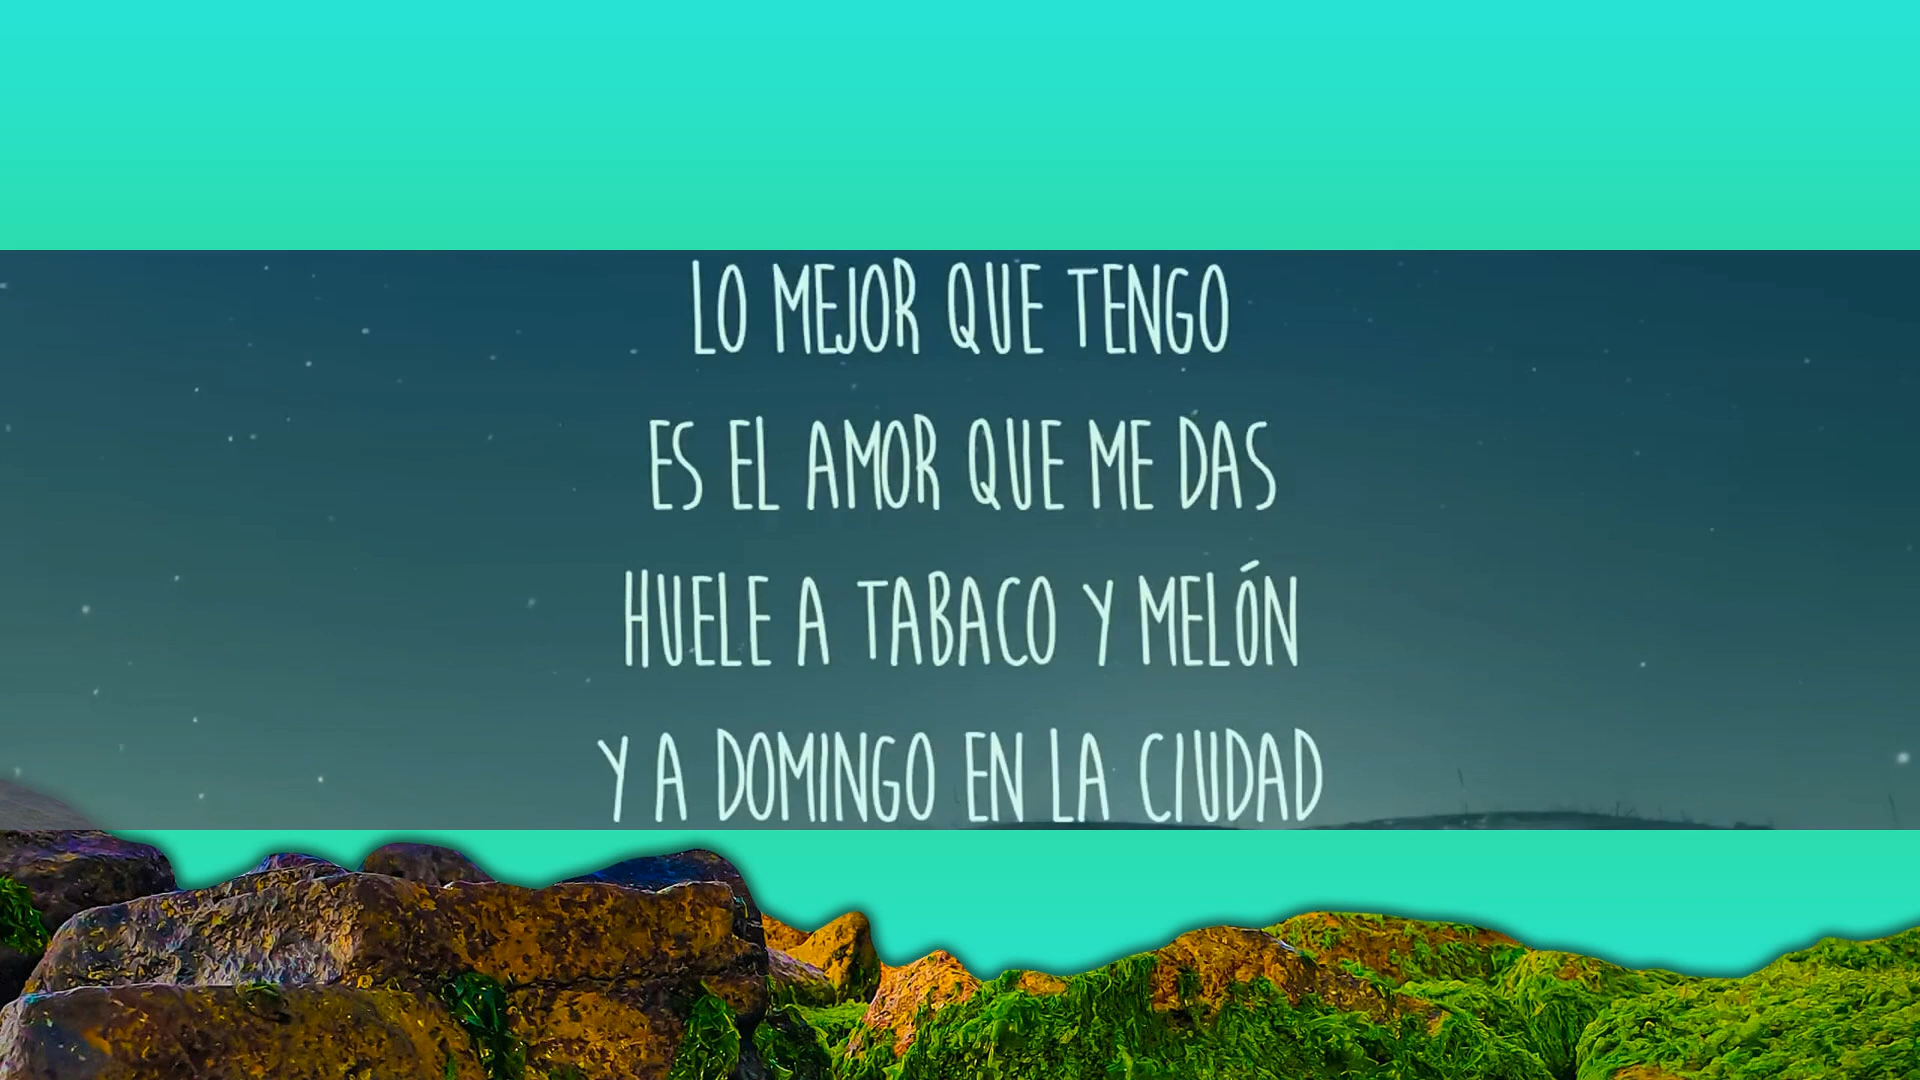 LO MEJOR QUE TENGO
ES EL AMOR QUE ME DAS
HUELE A TABACO Y MELÓN
Y A DOMINGO EN LA CIUDAD